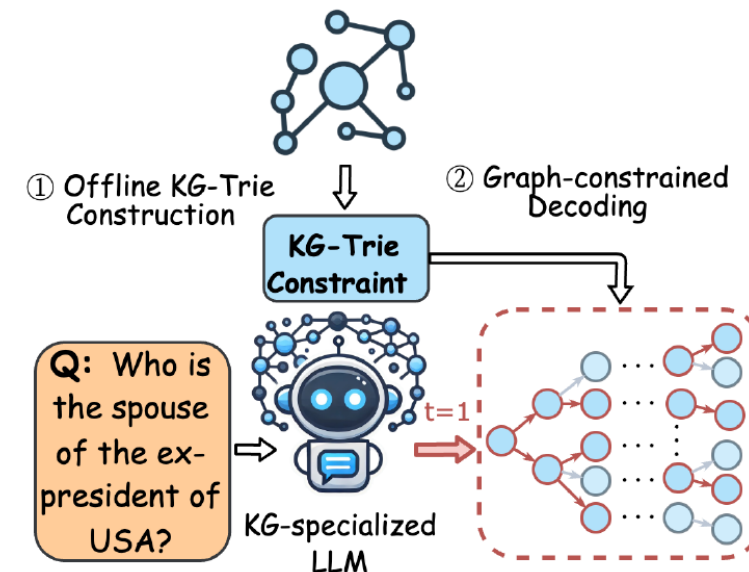 ① Offline KG-Trie
Construction
② Graph-constrained
Decoding
KG-Trie
Constraint
Q: Who is
the spouse
of the ex-
president of
USA?
t=1
KG-specialized
LLM